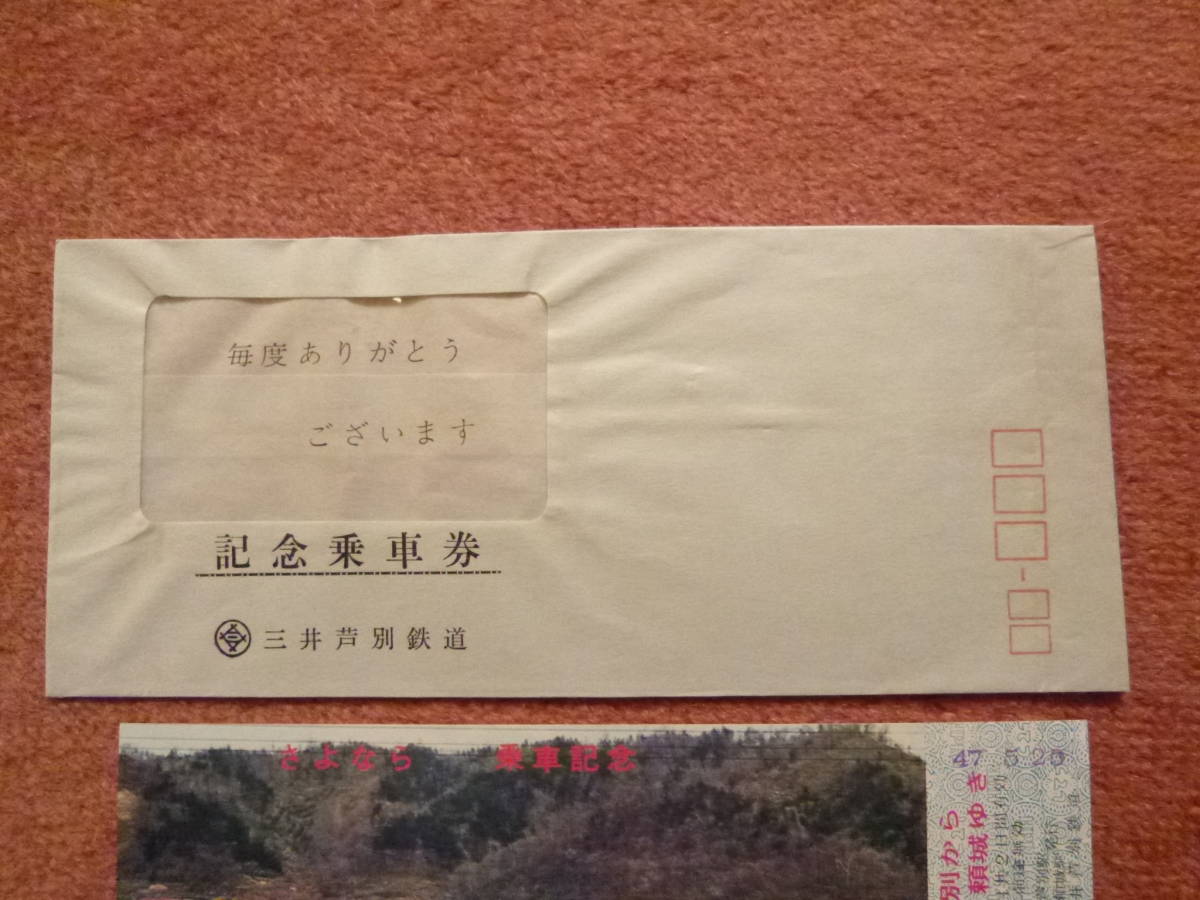 毎度ありがとう
ございます
記念乗車券
三井芦別鉄道
さよなら 乗車記念
47 5 25
別から
頼城ゆき